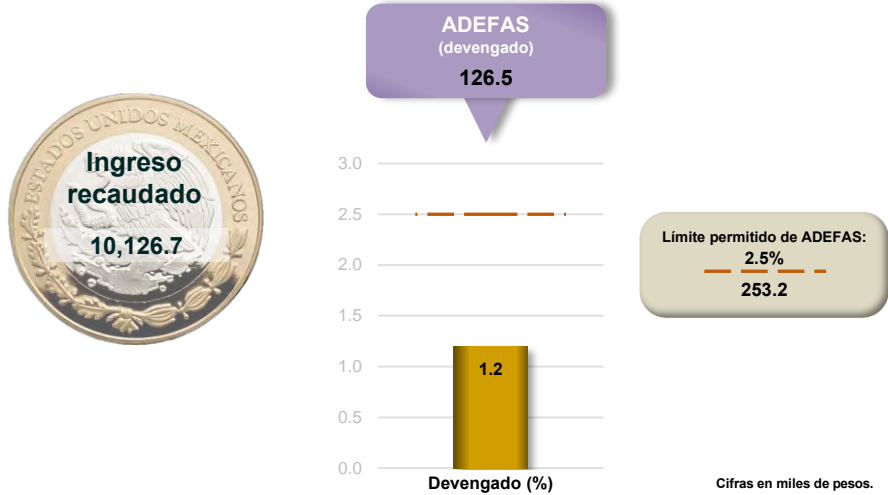 ADEFAS
(devengado)
126.5
ESTADOS UNIDOS MEXICANOS
Ingreso
recaudado
10,126.7
3.0
2.5
2.0
1.5
1.0
0.5
0.0
1.2
Devengado (%)
Límite permitido de ADEFAS:
2.5%
253.2
Cifras en miles de pesos.